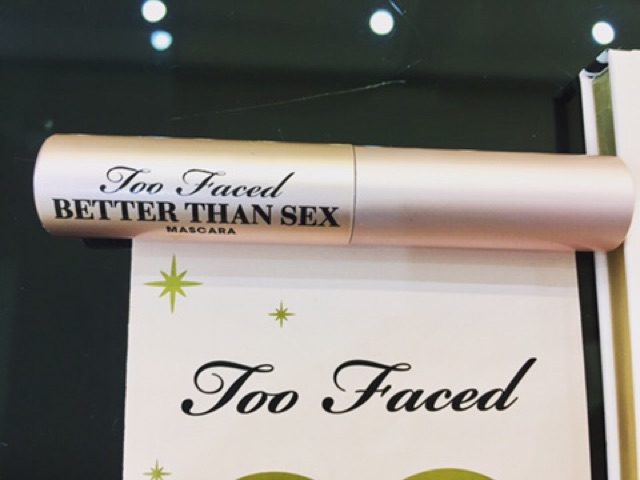 Too Faced
BETTER THAN SEX
MASCARA
Too Faced